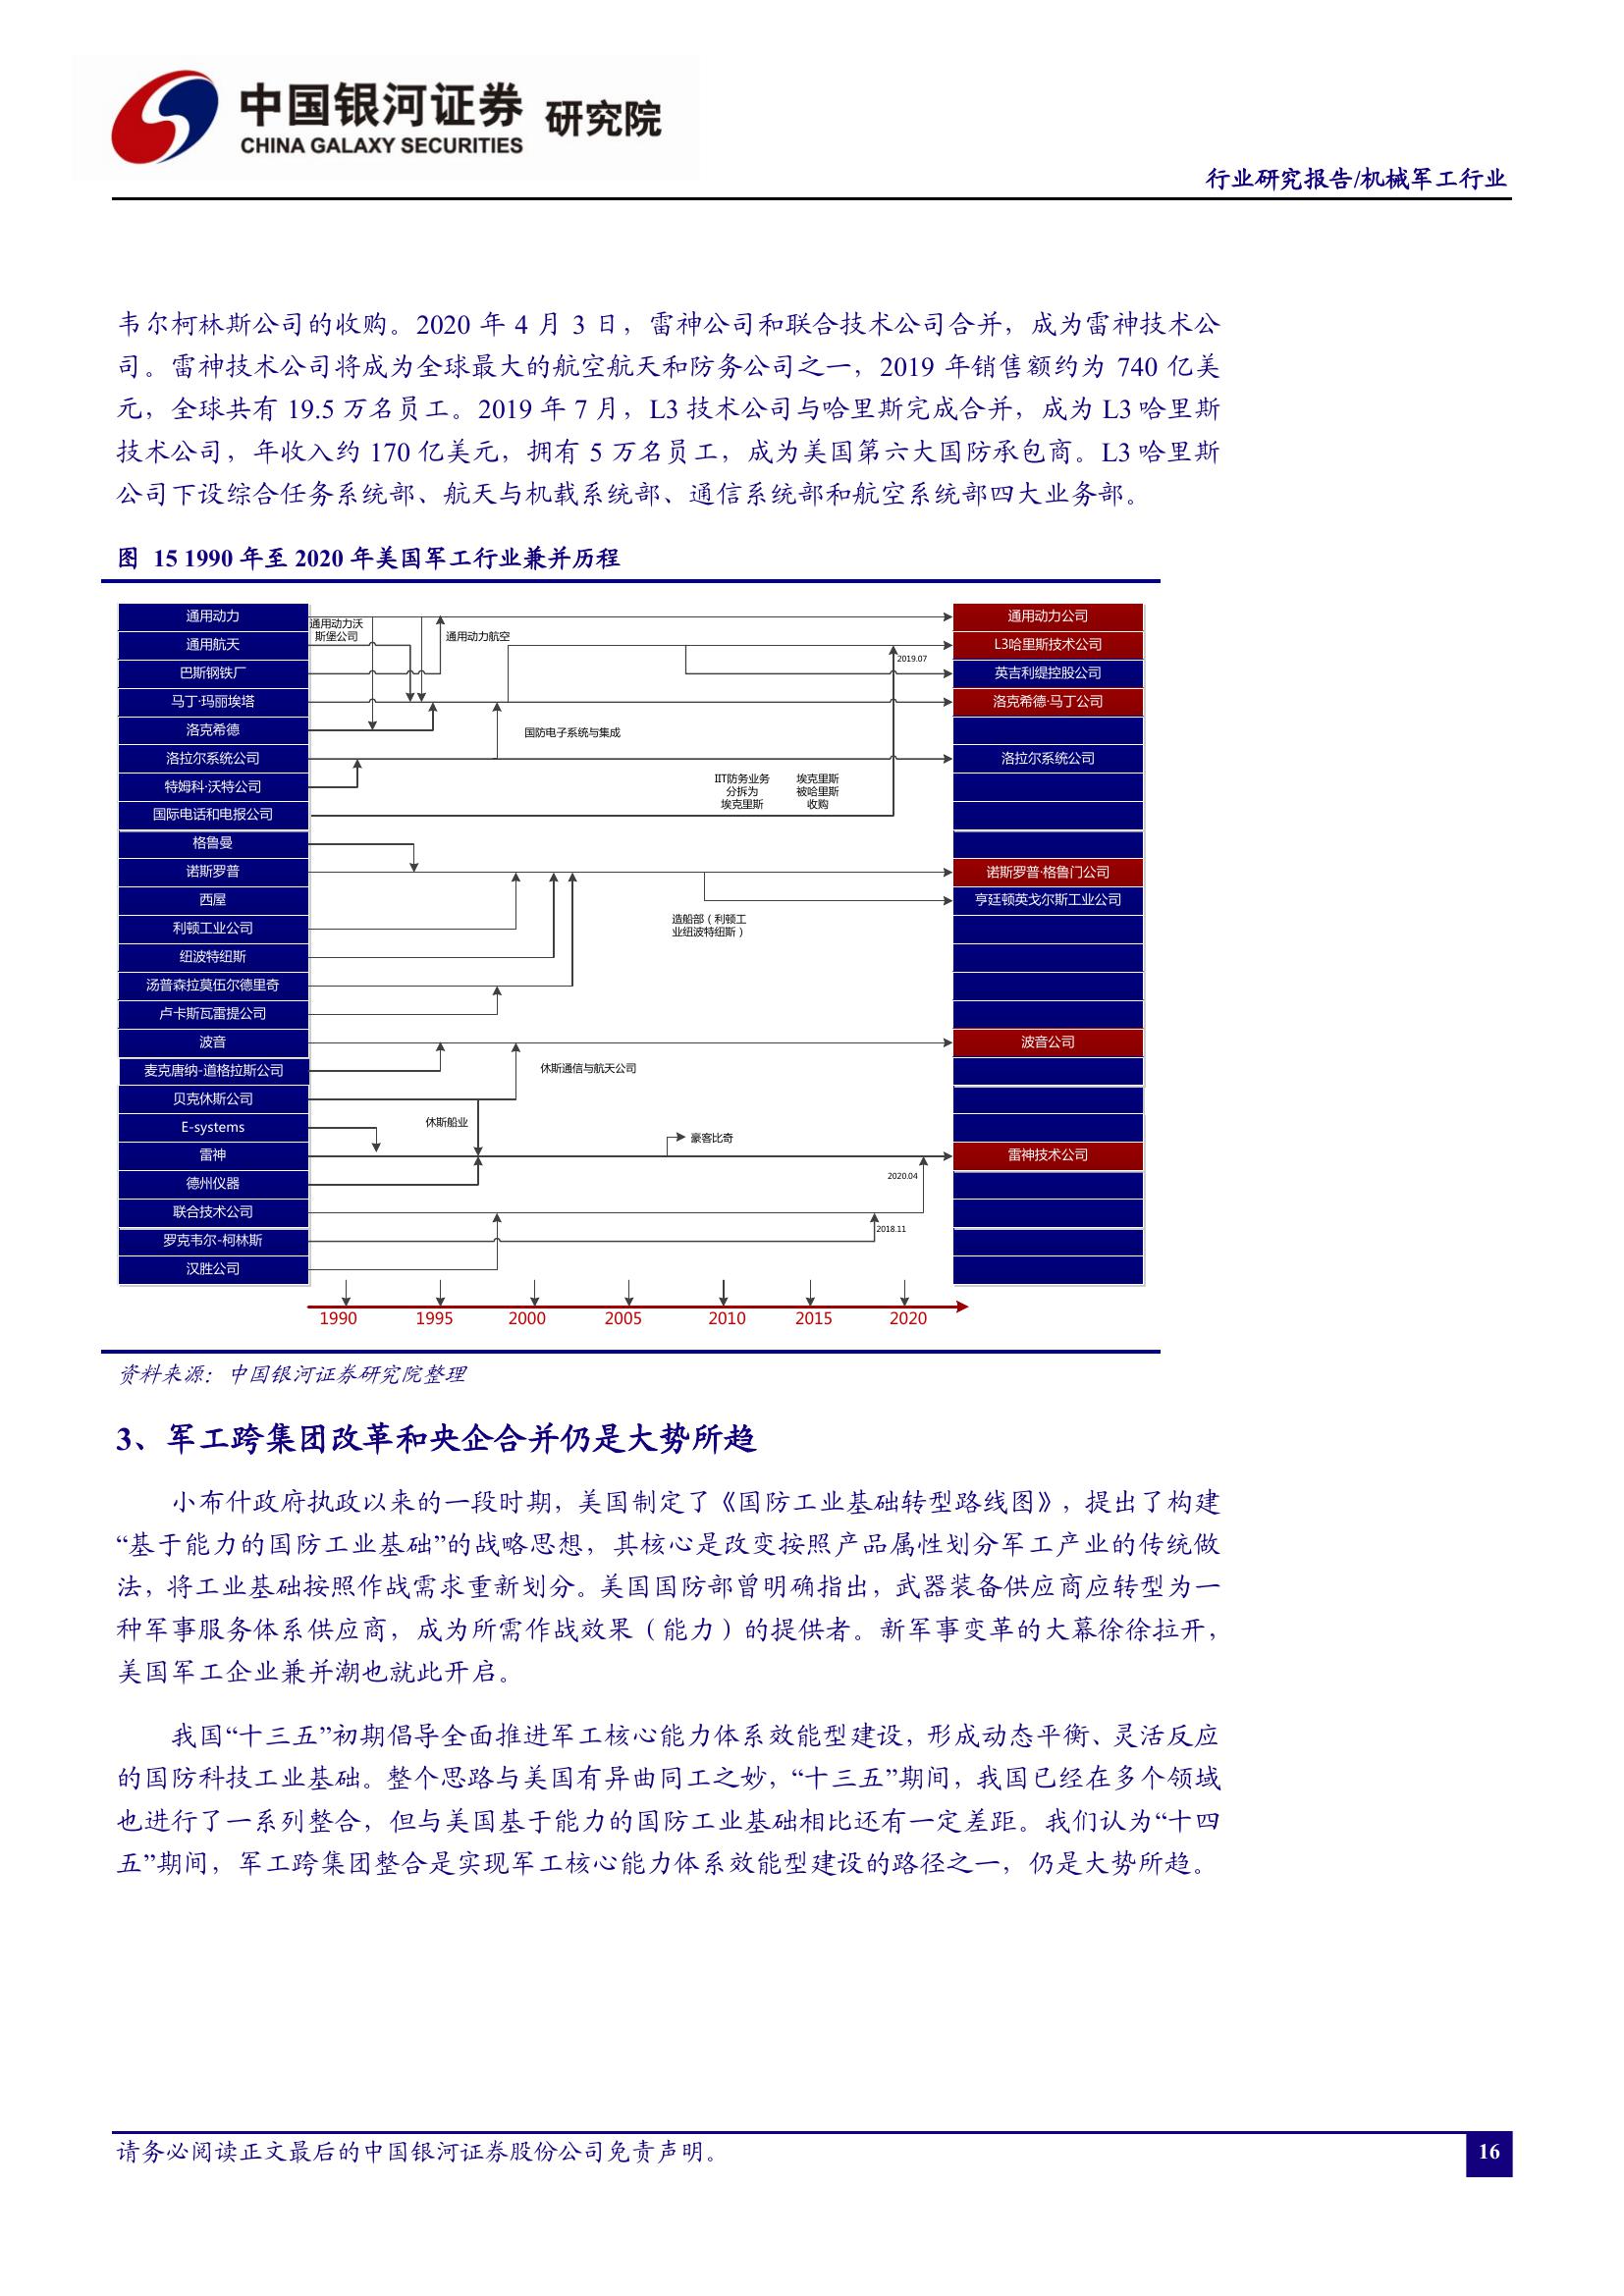 中国银河证券 研究院
CHINA GALAXY SECURITIES
行业研究报告/机械军工行业
韦尔柯林斯公司的收购。2020 年 4 月 3 日，雷神公司和联合技术公司合并，成为雷神技术公
司。雷神技术公司将成为全球最大的航空航天和防务公司之一，2019 年销售额约为 740 亿美
元，全球共有 19.5 万名员工。2019 年 7 月，L3 技术公司与哈里斯完成合并，成为 L3 哈里斯
技术公司，年收入约 170 亿美元，拥有 5 万名员工，成为美国第六大国防承包商。L3 哈里斯
公司下设综合任务系统部、航天与机载系统部、通信系统部和航空系统部四大业务部。
图 15 1990 年至 2020 年美国军工行业兼并历程
通用动力
通用航天
巴斯钢铁厂
马丁·玛丽埃塔
洛克希德
洛拉尔系统公司
特姆科·沃特公司
国际电话和电报公司
格鲁曼
诺斯罗普
西屋
利顿工业公司
纽波特纽斯
汤普森拉莫伍尔德里奇
卢卡斯瓦雷提公司
波音
麦克唐纳-道格拉斯公司
贝克休斯公司
E-systems
雷神
德州仪器
联合技术公司
罗克韦尔-柯林斯
汉胜公司
通用动力沃
斯堡公司
通用动力航空
2019.07
国防电子系统与集成
IIT防务业务
分拆为
埃克里斯
埃克里斯
被哈里斯
收购
造船部（利顿工
业纽波特纽斯）
休斯通信与航天公司
休斯船业
豪客比奇
2020.04
2018.11
通用动力公司
L3哈里斯技术公司
英吉利缇控股公司
洛克希德·马丁公司
洛拉尔系统公司
诺斯罗普·格鲁门公司
亨廷顿英戈尔斯工业公司
波音公司
雷神技术公司
1990 1995 2000 2005 2010 2015 2020
资料来源：中国银河证券研究院整理
3、军工跨集团改革和央企合并仍是大势所趋
小布什政府执政以来的一段时期，美国制定了《国防工业基础转型路线图》，提出了构建
“基于能力的国防工业基础”的战略思想，其核心是改变按照产品属性划分军工产业的传统做
法，将工业基础按照作战需求重新划分。美国国防部曾明确指出，武器装备供应商应转型为一
种军事服务体系供应商，成为所需作战效果（能力）的提供者。新军事变革的大幕徐徐拉开，
美国军工企业兼并潮也就此开启。
我国“十三五”初期倡导全面推进军工核心能力体系效能型建设，形成动态平衡、灵活反应
的国防科技工业基础。整个思路与美国有异曲同工之妙，“十三五”期间，我国已经在多个领域
也进行了一系列整合，但与美国基于能力的国防工业基础相比还有一定差距。我们认为“十四
五”期间，军工跨集团整合是实现军工核心能力体系效能型建设的路径之一，仍是大势所趋。
请务必阅读正文最后的中国银河证券股份公司免责声明。
16